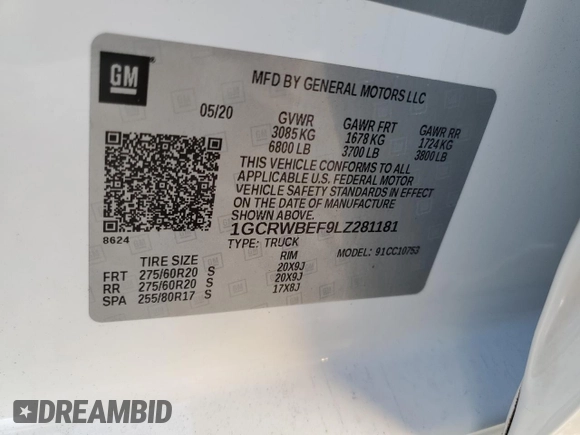 GM
MFD BY GENERAL MOTORS LLC
05/20 GVWR GAWR FRT GAWR RR
3085 KG 1678 KG 1724 KG
6800 LB 3700 LB 3800 LB
THIS VEHICLE CONFORMS TO ALL
APPLICABLE U.S. FEDERAL MOTOR
VEHICLE SAFETY STANDARDS IN EFFECT
ON THE DATE OF MANUFACTURE
SHOWN ABOVE.
1GCRWBEF9LZ281181
8624
TYPE: TRUCK MODEL: 91CC10753
TIRE SIZE RIM
FRT 275/60R20 S 20X9J
RR 275/60R20 S 20X9J
SPA 255/80R17 S 17X8J
DREAMBID